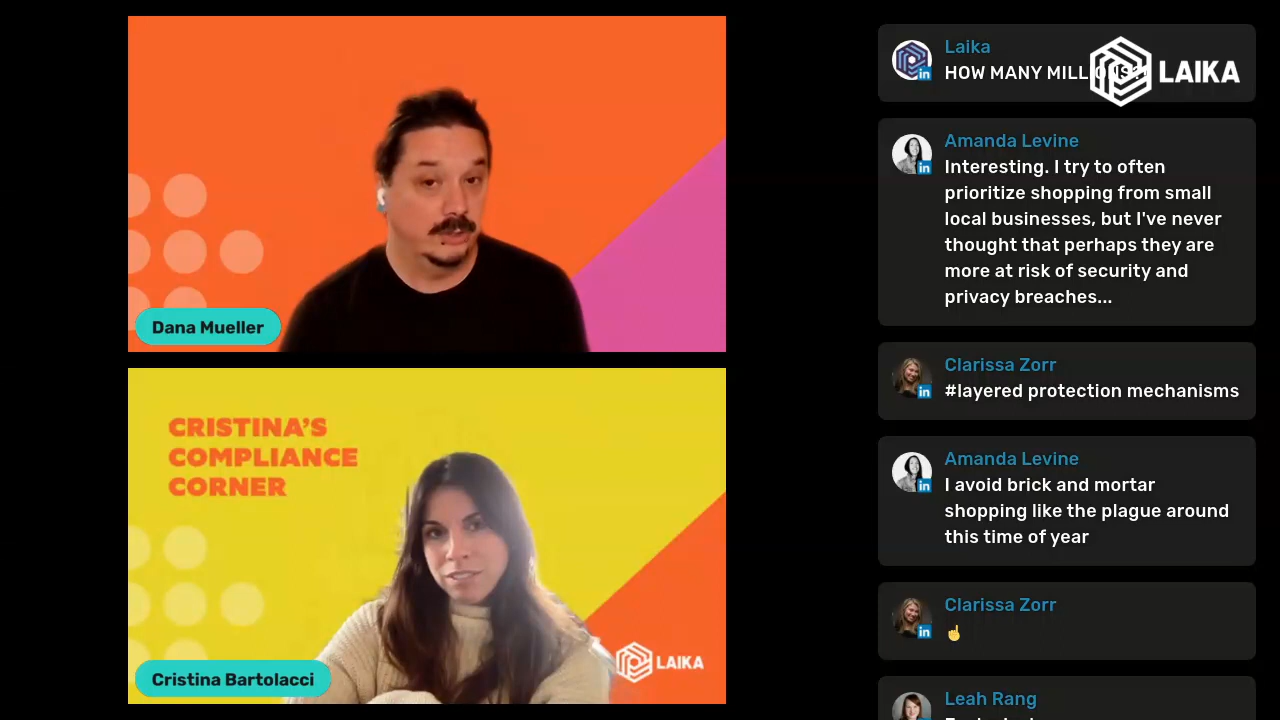 Dana Mueller
CRISTINA'S
COMPLIANCE
CORNER
LAIKA
Cristina Bartolacci
Laika
HOW MANY MILLIONS?!
LAIKA
Amanda Levine
Interesting. I try to often
prioritize shopping from small
local businesses, but I've never
thought that perhaps they are
more at risk of security and
privacy breaches...
Clarissa Zorr
#layered protection mechanisms
Amanda Levine
I avoid brick and mortar
shopping like the plague around
this time of year
Clarissa Zorr
☝️
Leah Rang